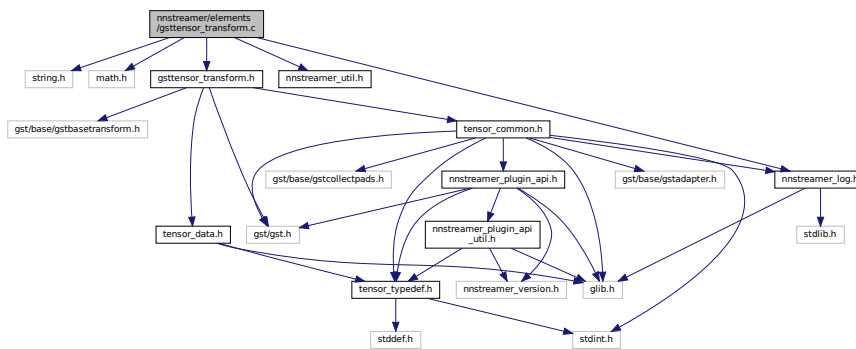 nnstreamer/elements
/gsttensor_transform.c
string.h
math.h
gsttensor_transform.h
nnstreamer_util.h
gst/base/gstbasetransform.h
tensor_common.h
gst/base/gstcollectpads.h
nnstreamer_plugin_api.h
gst/base/gstadapter.h
nnstreamer_log.h
tensor_data.h
gst/gst.h
nnstreamer_plugin_api
_util.h
stdlib.h
tensor_typedef.h
nnstreamer_version.h
glib.h
stddef.h
stdint.h